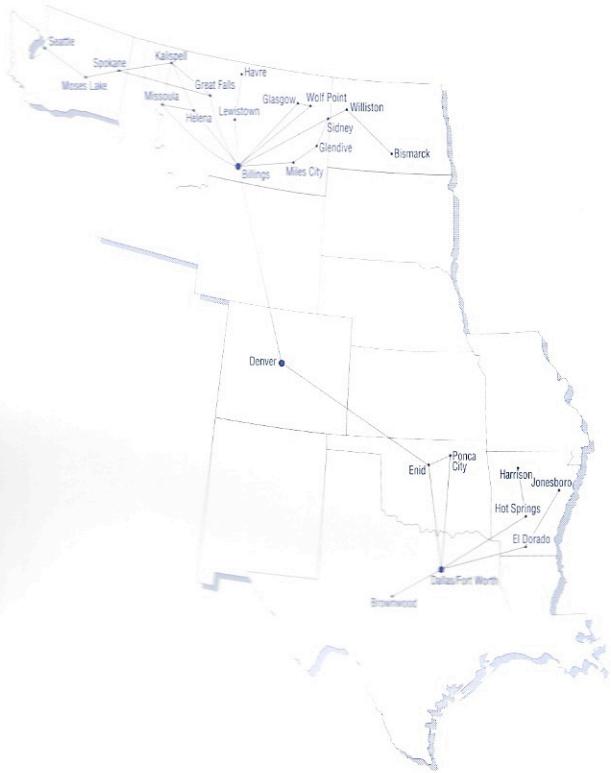 Seattle
Kalispell
Spokane
Havre
Moses Lake
Great Falls
Missoula
Glasgow
Wolf Point
Williston
Helena
Lewistown
Sidney
Glendive
Bismarck
Billings
Miles City
Denver
Enid
Ponca
City
Harrison
Jonesboro
Hot Springs
El Dorado
Dallas/Fort Worth
Brownwood